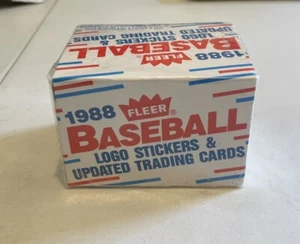 1988
FLEER
BASEBALL
LOGO STICKERS &
UPDATED TRADING CARDS
1988
FLEER
BASEBALL
LOGO STICKERS &
UPDATED TRADING CARDS